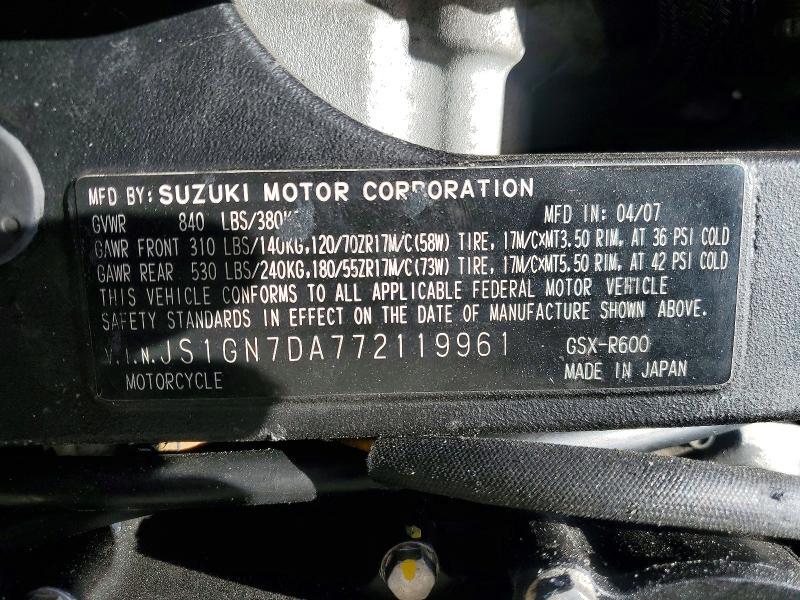 MFD BY: SUZUKI MOTOR CORPORATION
GVWR 840 LBS/380KG MFD IN: 04/07
GAWR FRONT 310 LBS/140KG,120/70ZR17M/C(58W) TIRE, 17M/CXMT3.50 RIM, AT 36 PSI COLD
GAWR REAR 530 LBS/240KG,180/55ZR17M/C(73W) TIRE, 17M/CXMT5.50 RIM, AT 42 PSI COLD
THIS VEHICLE CONFORMS TO ALL APPLICABLE FEDERAL MOTOR VEHICLE
SAFETY STANDARDS IN EFFECT ON THE DATE OF MANUFACTURE SHOWN ABOVE.
V.I.N. JS1GN7DA772119961 GSX-R600
MOTORCYCLE MADE IN JAPAN